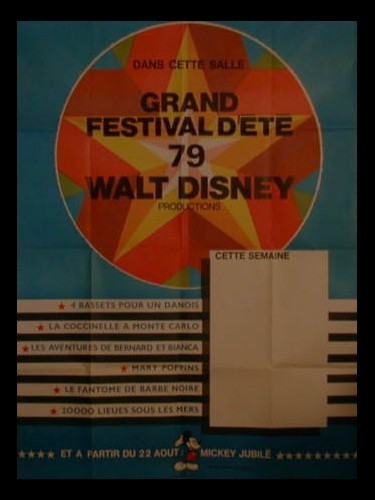 DANS CETTE SALLE
GRAND
FESTIVAL D'ETE
79
WALT DISNEY
PRODUCTIONS
CETTE SEMAINE
4 BASSETS POUR UN DANOIS
LA COCCINELLE A MONTE CARLO
LES AVENTURES DE BERNARD ET BIANCA
MARY POPPINS
LE FANTOME DE BARBE NOIRE
20000 LIEUES SOUS LES MERS
ET A PARTIR DU 22 AOUT MICKEY JUBILE